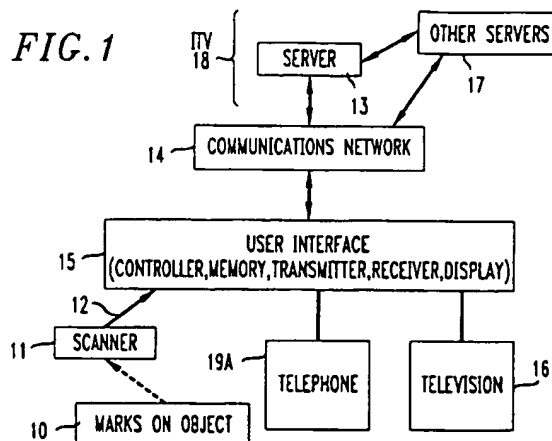 FIG. 1
ITV
18
SERVER
13
OTHER SERVERS
17
14
COMMUNICATIONS NETWORK
15
USER INTERFACE
(CONTROLLER,MEMORY,TRANSMITTER,RECEIVER,DISPLAY)
12
11
SCANNER
19A
TELEPHONE
TELEVISION
16
10
MARKS ON OBJECT